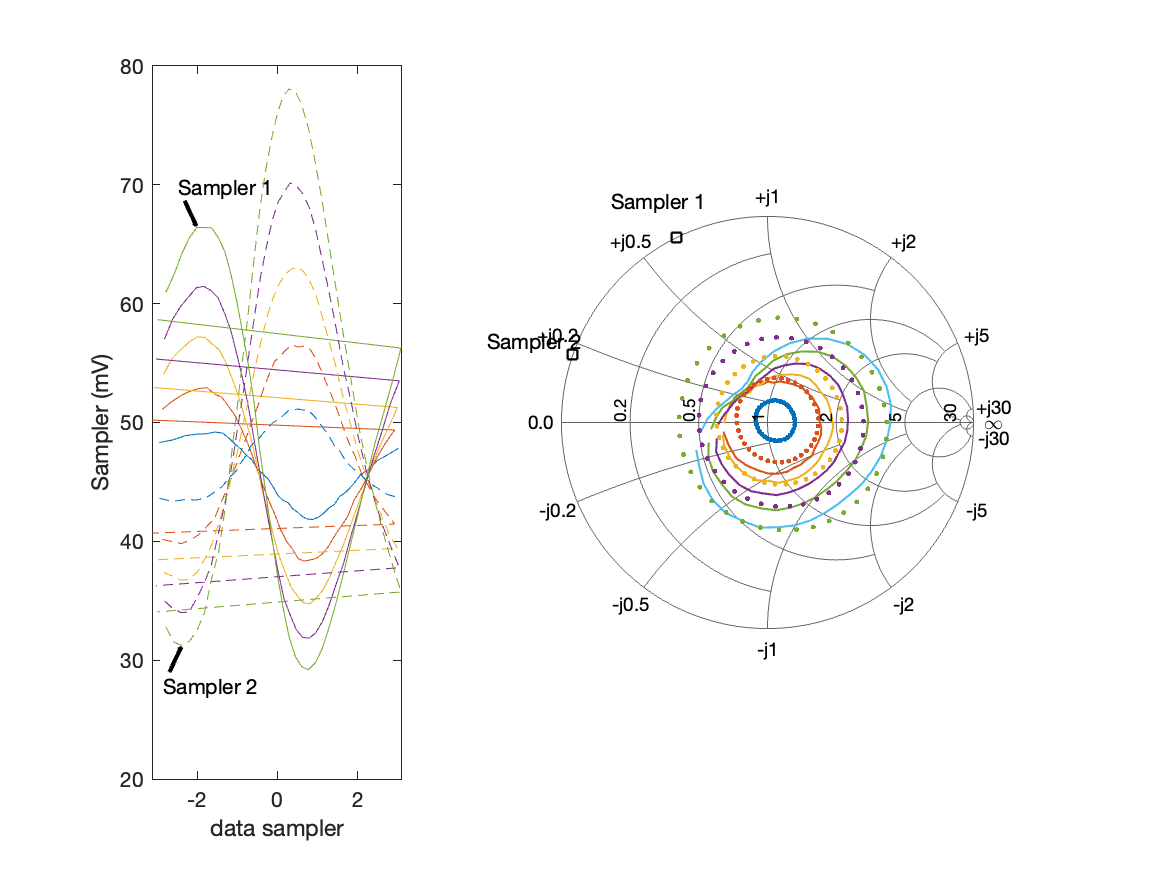 80
70
60
50
40
30
20
Sampler (mV)
-2
0
2
data sampler
Sampler 1
Sampler 2
Sampler 1
Sampler 2
+j0.2
+j0.5
+j1
+j2
+j5
+j30
∞
-j30
-j5
-j2
-j1
-j0.5
-j0.2
0.0
0.2
0.5
1
2
5
30